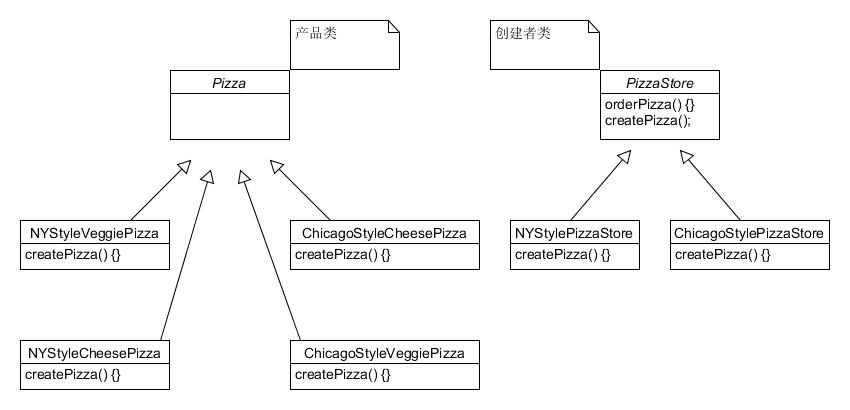 产品类
创建者类
Pizza
PizzaStore
orderPizza() {}
createPizza();
NYStyleVeggiePizza
createPizza() {}
ChicagoStyleCheesePizza
createPizza() {}
NYStylePizzaStore
createPizza() {}
ChicagoStylePizzaStore
createPizza() {}
NYStyleCheesePizza
createPizza() {}
ChicagoStyleVeggiePizza
createPizza() {}